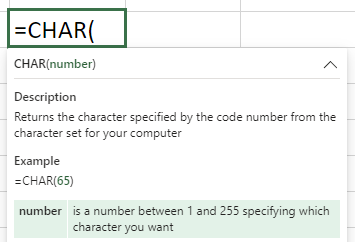 =CHAR(
CHAR(number)
Description
Returns the character specified by the code number from the
character set for your computer
Example
=CHAR(65)
number is a number between 1 and 255 specifying which
character you want